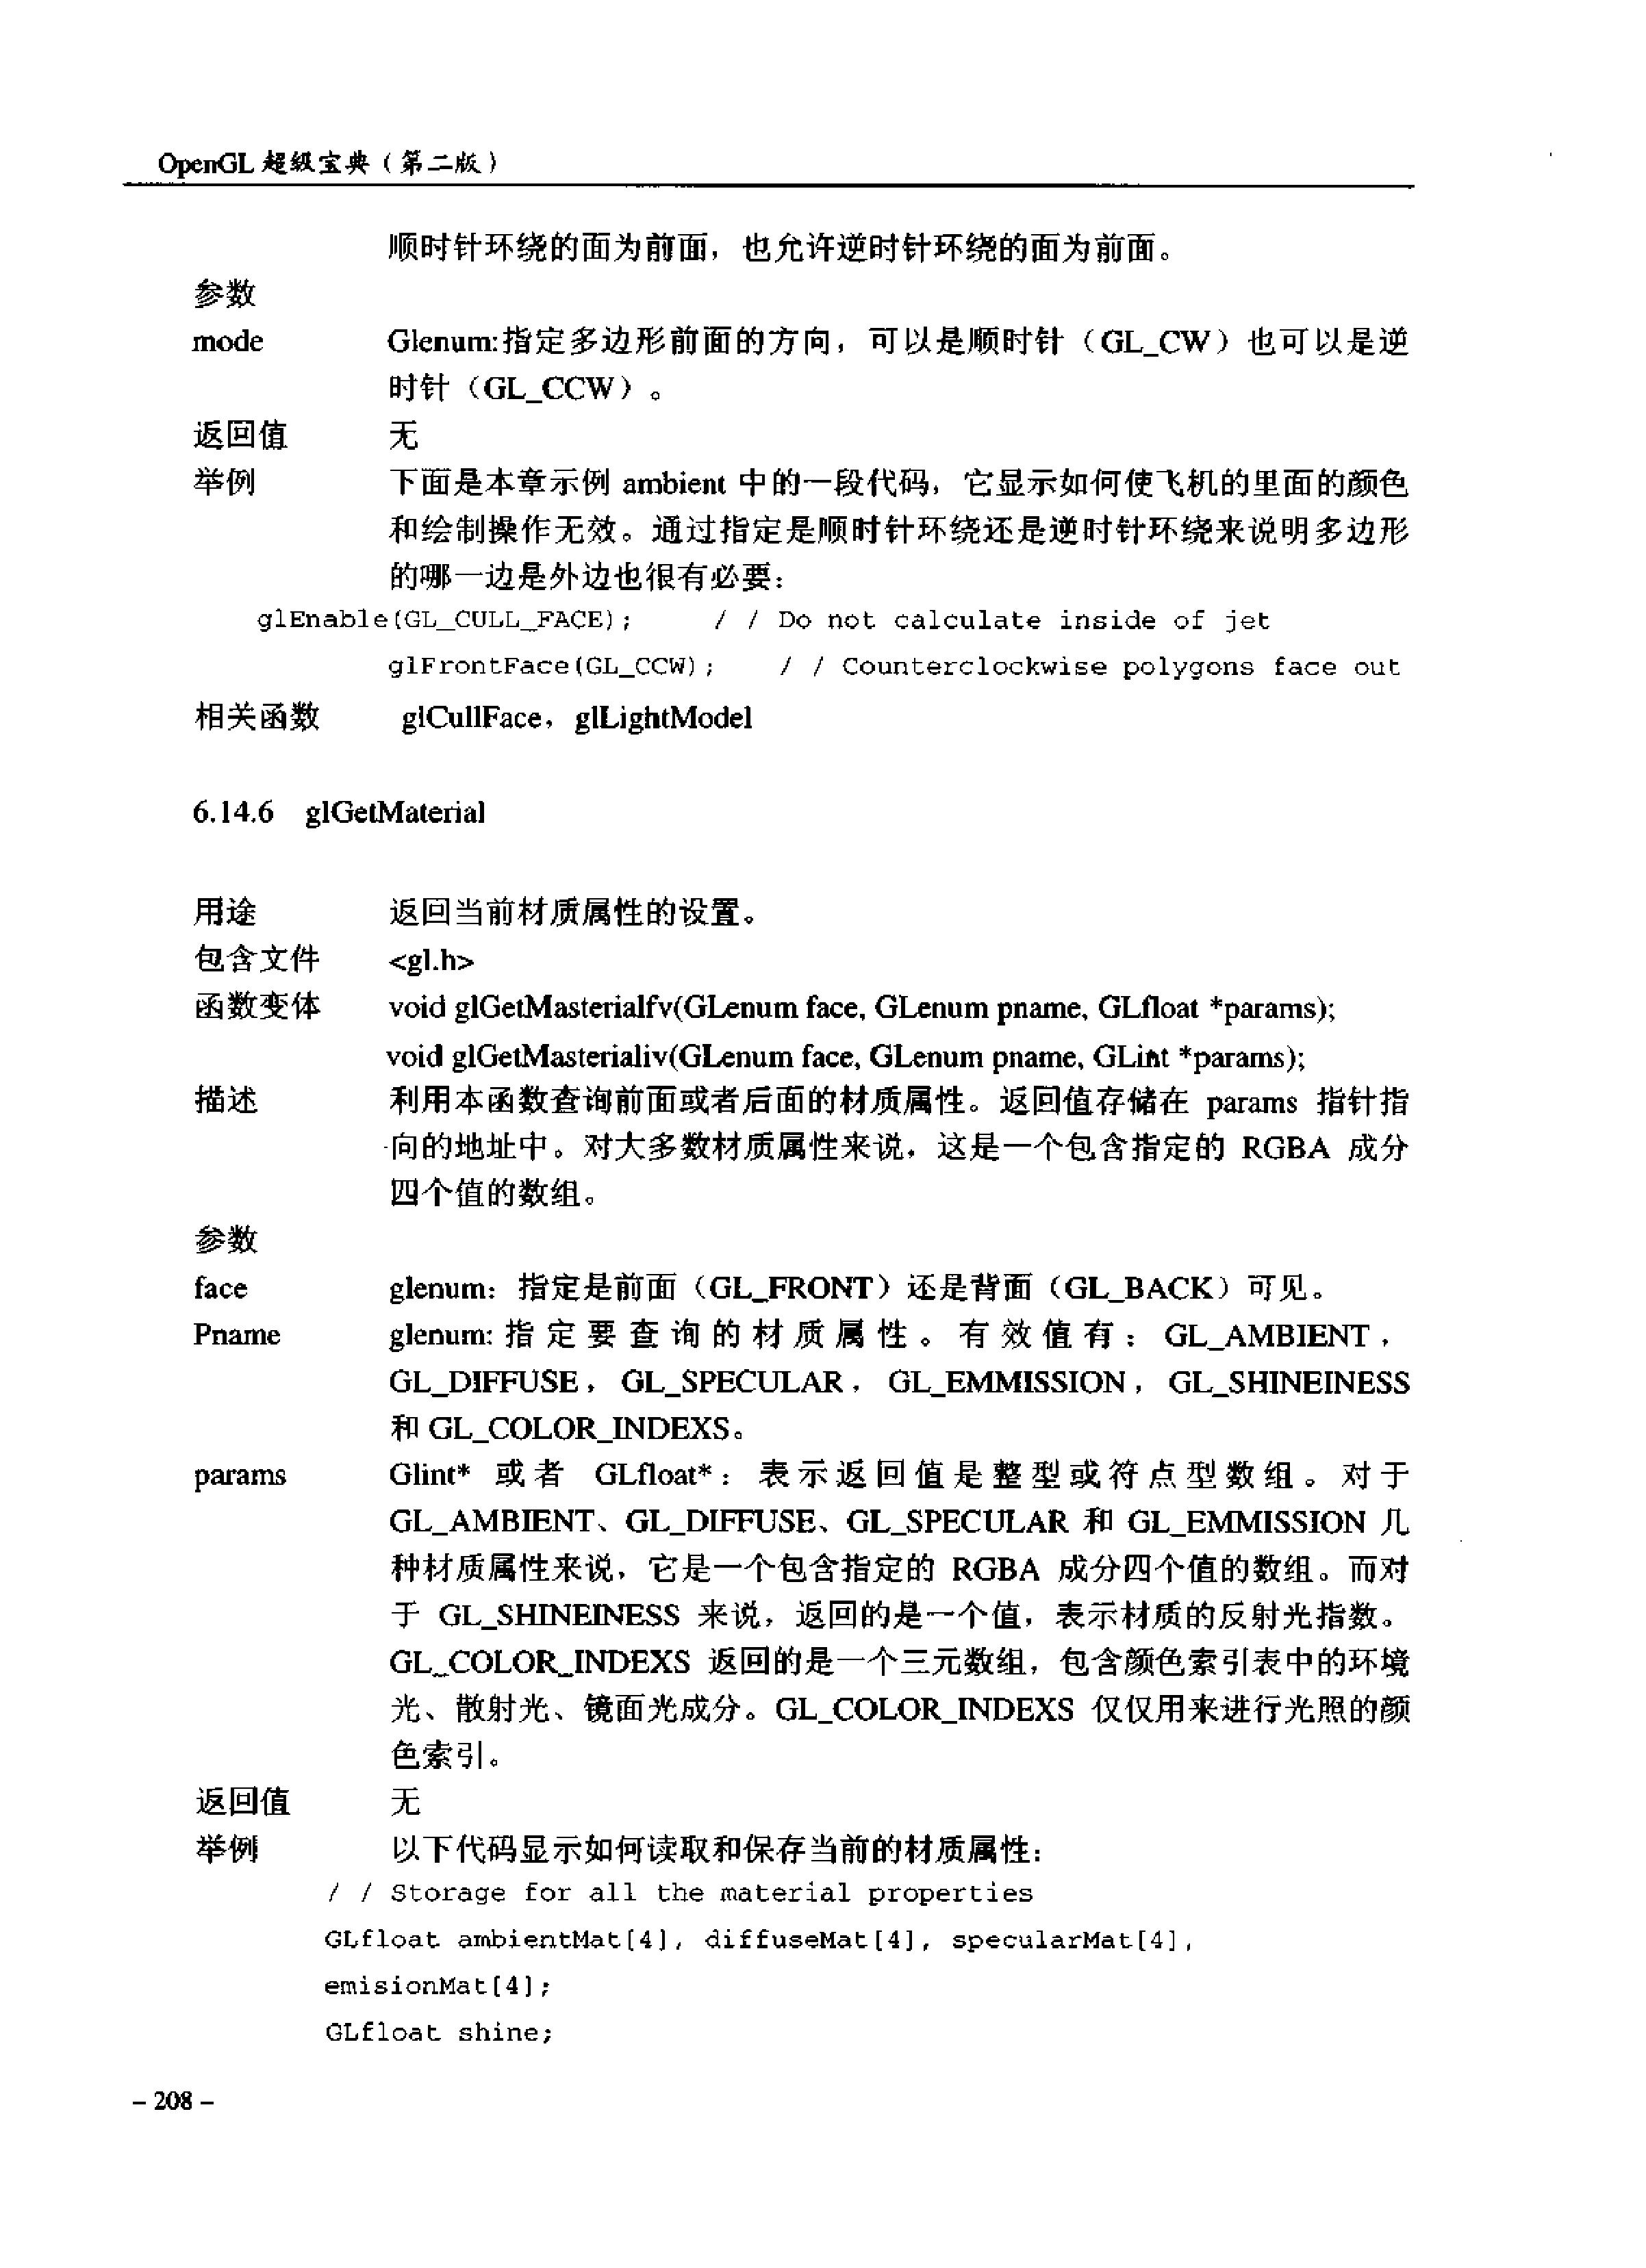 OpenGL 超级宝典（第二版）
顺时针环绕的面为前面，也允许逆时针环绕的面为前面。
参数
mode Glenum:指定多边形前面的方向，可以是顺时针（GL_CW）也可以是逆
时针（GL_CCW）。
返回值 无
举例 下面是本章示例 ambient 中的一段代码，它显示如何使飞机的里面的颜色
和绘制操作无效。通过指定是顺时针环绕还是逆时针环绕来说明多边形
的哪一边是外边也很有必要：
glEnable(GL_CULL_FACE); / / Do not calculate inside of jet
glFrontFace(GL_CCW); / / Counterclockwise polygons face out
相关函数 glCullFace，glLightModel
6.14.6 glGetMaterial
用途 返回当前材质属性的设置。
包含文件 <gl.h>
函数变体 void glGetMasterialfv(GLenum face, GLenum pname, GLfloat *params);
void glGetMasterialiv(GLenum face, GLenum pname, GLint *params);
描述 利用本函数查询前面或者后面的材质属性。返回值存储在 params 指针指
向的地址中。对大多数材质属性来说，这是一个包含指定的 RGBA 成分
四个值的数组。
参数
face glenum：指定是前面（GL_FRONT）还是背面（GL_BACK）可见。
Pname glenum: 指定要查询的材质属性。有效值有：GL_AMBIENT，
GL_DIFFUSE，GL_SPECULAR，GL_EMMISSION，GL_SHINEINESS
和 GL_COLOR_INDEXS。
params Glint* 或者 GLfloat*：表示返回值是整型或符点型数组。对于
GL_AMBIENT、GL_DIFFUSE、GL_SPECULAR 和 GL_EMMISSION 几
种材质属性来说，它是一个包含指定的 RGBA 成分四个值的数组。而对
于 GL_SHINEINESS 来说，返回的是一个值，表示材质的反射光指数。
GL_COLOR_INDEXS 返回的是一个三元数组，包含颜色索引表中的环境
光、散射光、镜面光成分。GL_COLOR_INDEXS 仅仅用来进行光照的颜
色索引。
返回值 无
举例 以下代码显示如何读取和保存当前的材质属性：
/ / Storage for all the material properties
GLfloat ambientMat[4], diffuseMat[4], specularMat[4],
emisionMat[4];
GLfloat shine;
– 208 –